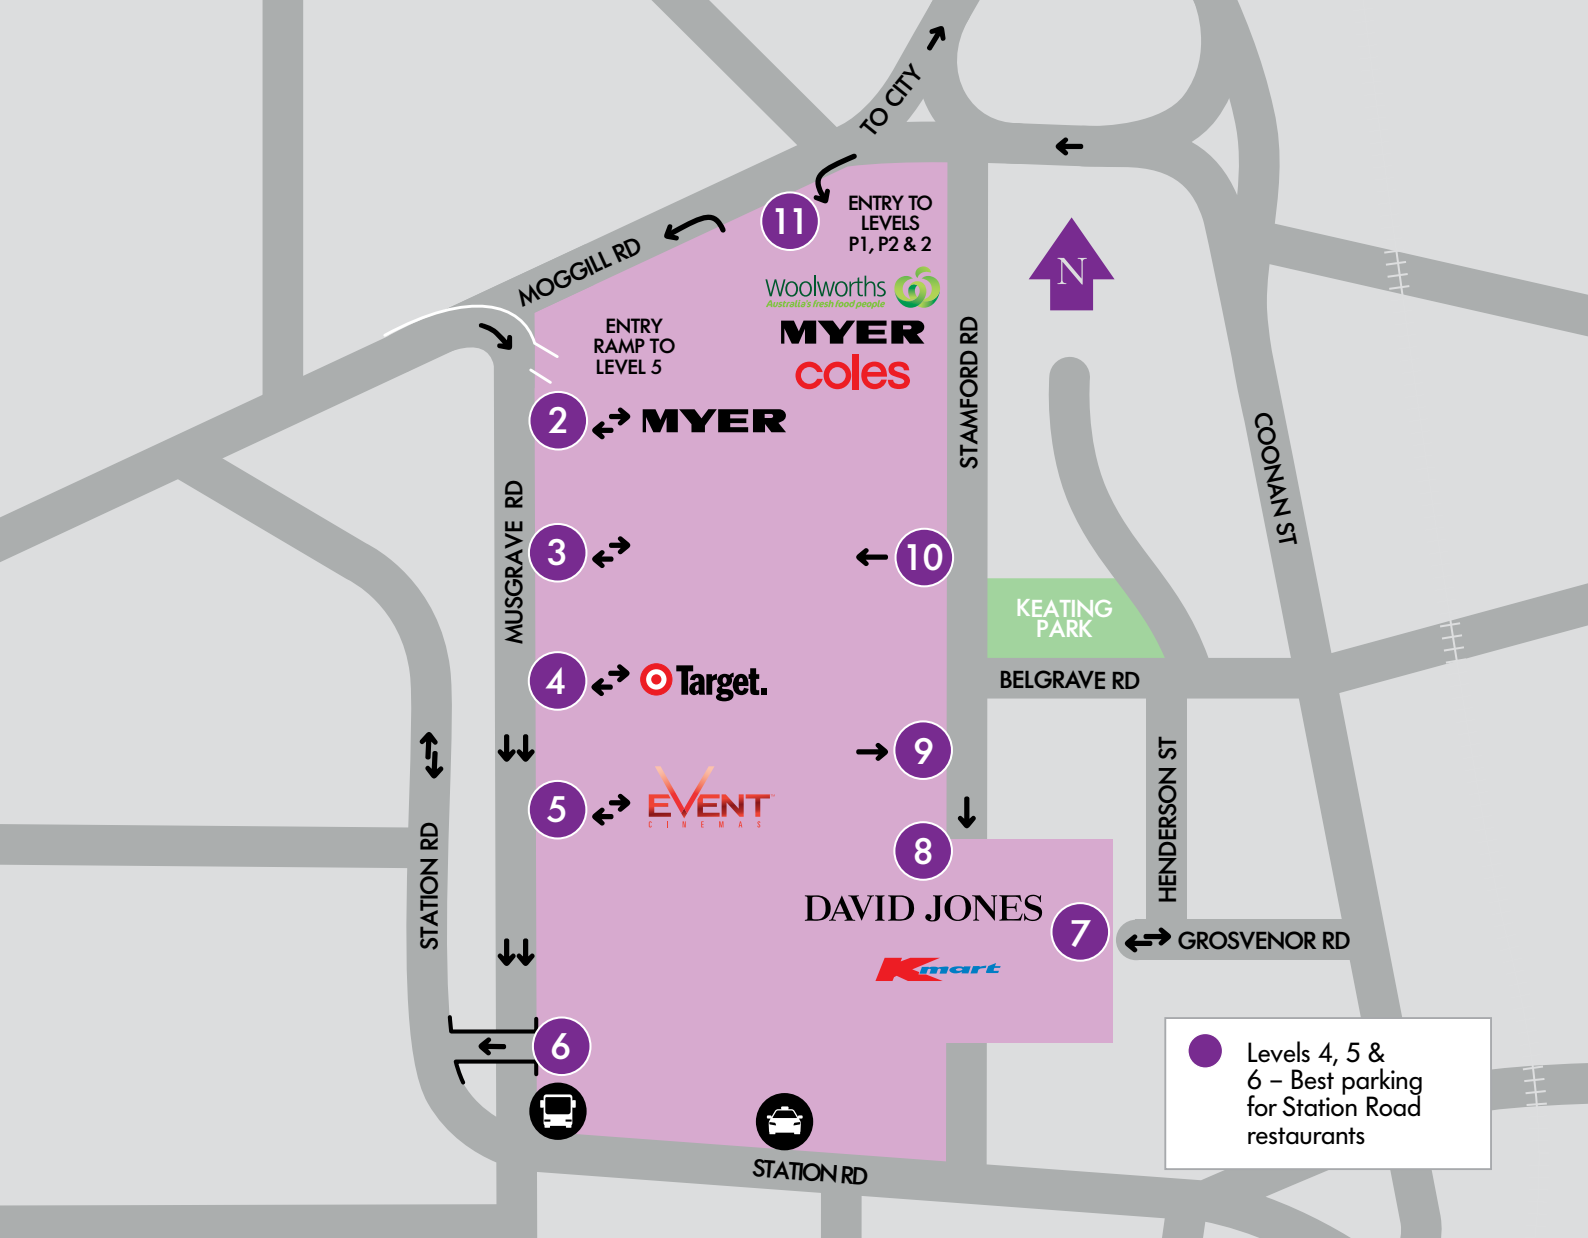 TO CITY
11
ENTRY TO
LEVELS
P1, P2 & 2
Woolworths
Australia's fresh food people
MYER
coles
MOGGILL RD
ENTRY
RAMP TO
LEVEL 5
N
2
MYER
STAMFORD RD
COONAN ST
MUSGRAVE RD
3
10
KEATING
PARK
4
Target.
BELGRAVE RD
9
5
EVENT
CINEMAS
HENDERSON ST
STATION RD
8
DAVID JONES
7
GROSVENOR RD
Kmart
6
Levels 4, 5 &
6 – Best parking
for Station Road
restaurants
STATION RD